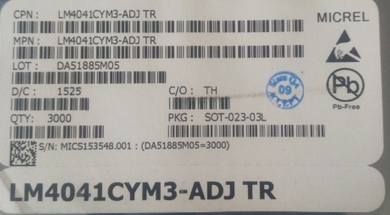 CPN : LM4041CYM3-ADJ TR MICREL
MPN : LM4041CYM3-ADJ TR
LOT : DA51885M05
D/C : 1525 C/O : TH
09
Pb
Pb-Free
QTY: 3000 PKG : SOT-023-03L
S/N: MICS153548.001 : (DA51885M05=3000)
LM4041CYM3-ADJ TR